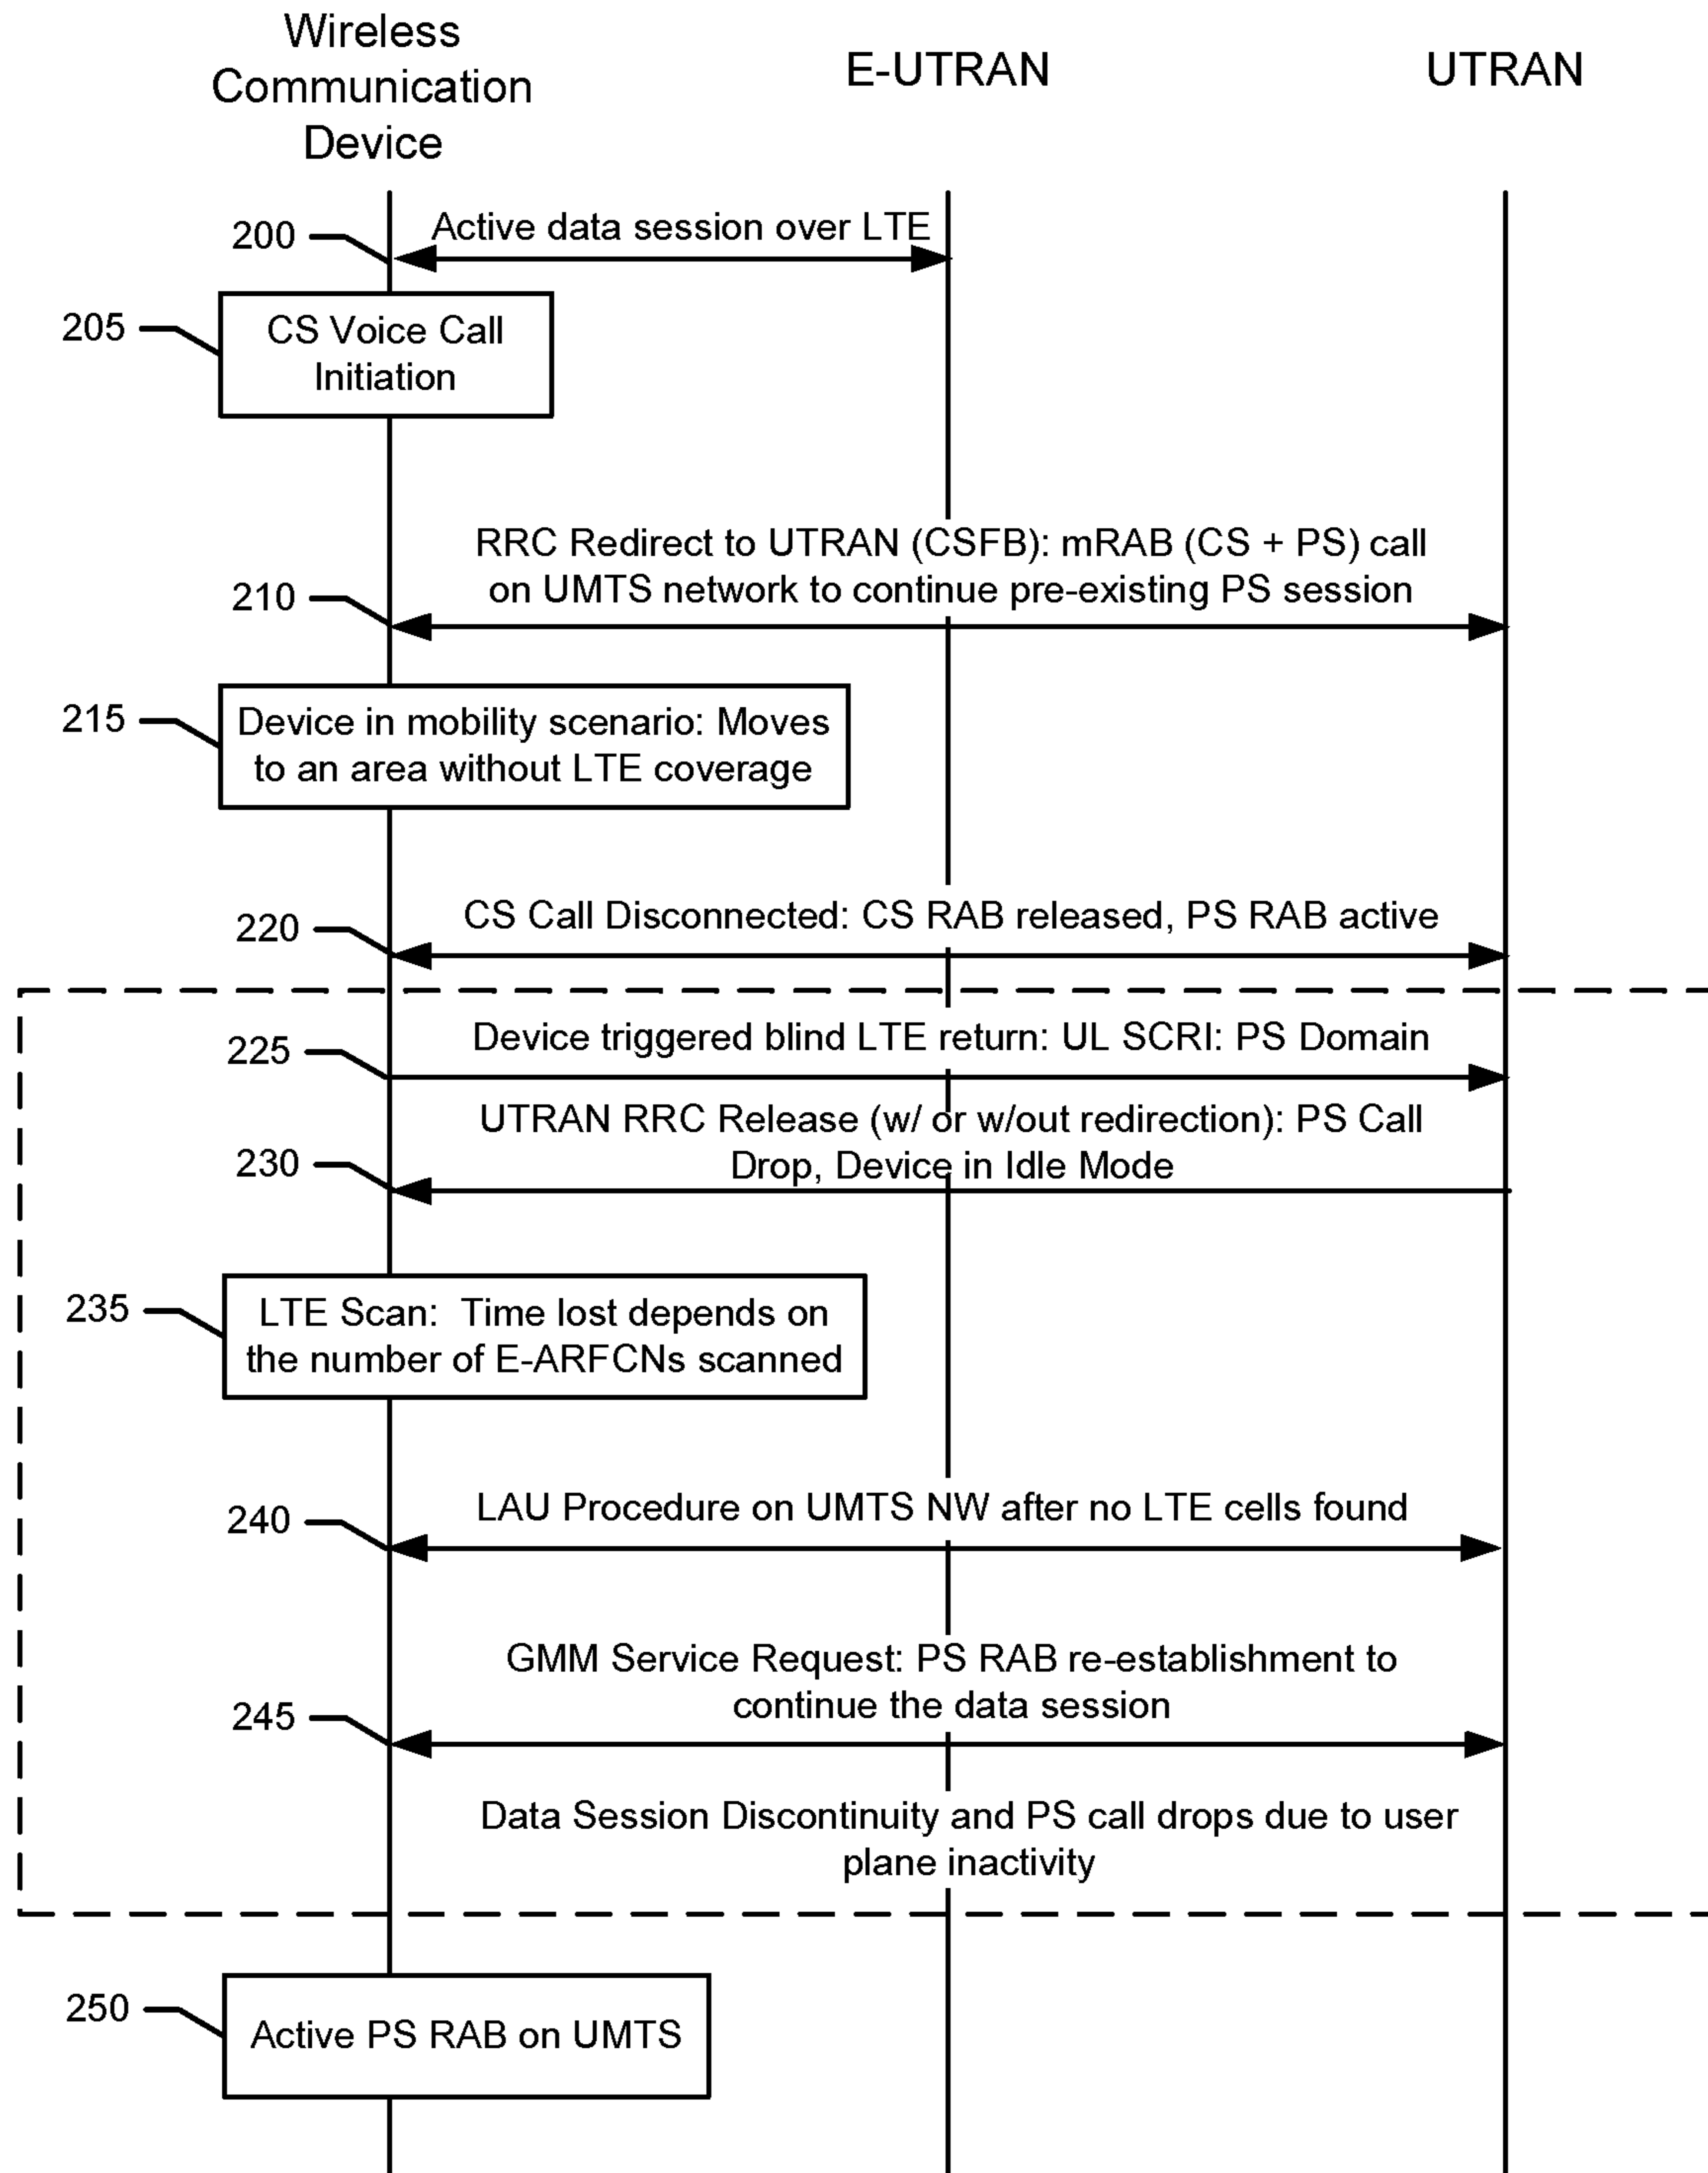 Wireless
Communication
Device
E-UTRAN
UTRAN
200
Active data session over LTE
205
CS Voice Call
Initiation
RRC Redirect to UTRAN (CSFB): mRAB (CS + PS) call
on UMTS network to continue pre-existing PS session
210
215
Device in mobility scenario: Moves
to an area without LTE coverage
CS Call Disconnected: CS RAB released, PS RAB active
220
Device triggered blind LTE return: UL SCRI: PS Domain
225
UTRAN RRC Release (w/ or w/out redirection): PS Call
Drop, Device in Idle Mode
230
235
LTE Scan: Time lost depends on
the number of E-ARFCNs scanned
LAU Procedure on UMTS NW after no LTE cells found
240
GMM Service Request: PS RAB re-establishment to
continue the data session
245
Data Session Discontinuity and PS call drops due to user
plane inactivity
250
Active PS RAB on UMTS